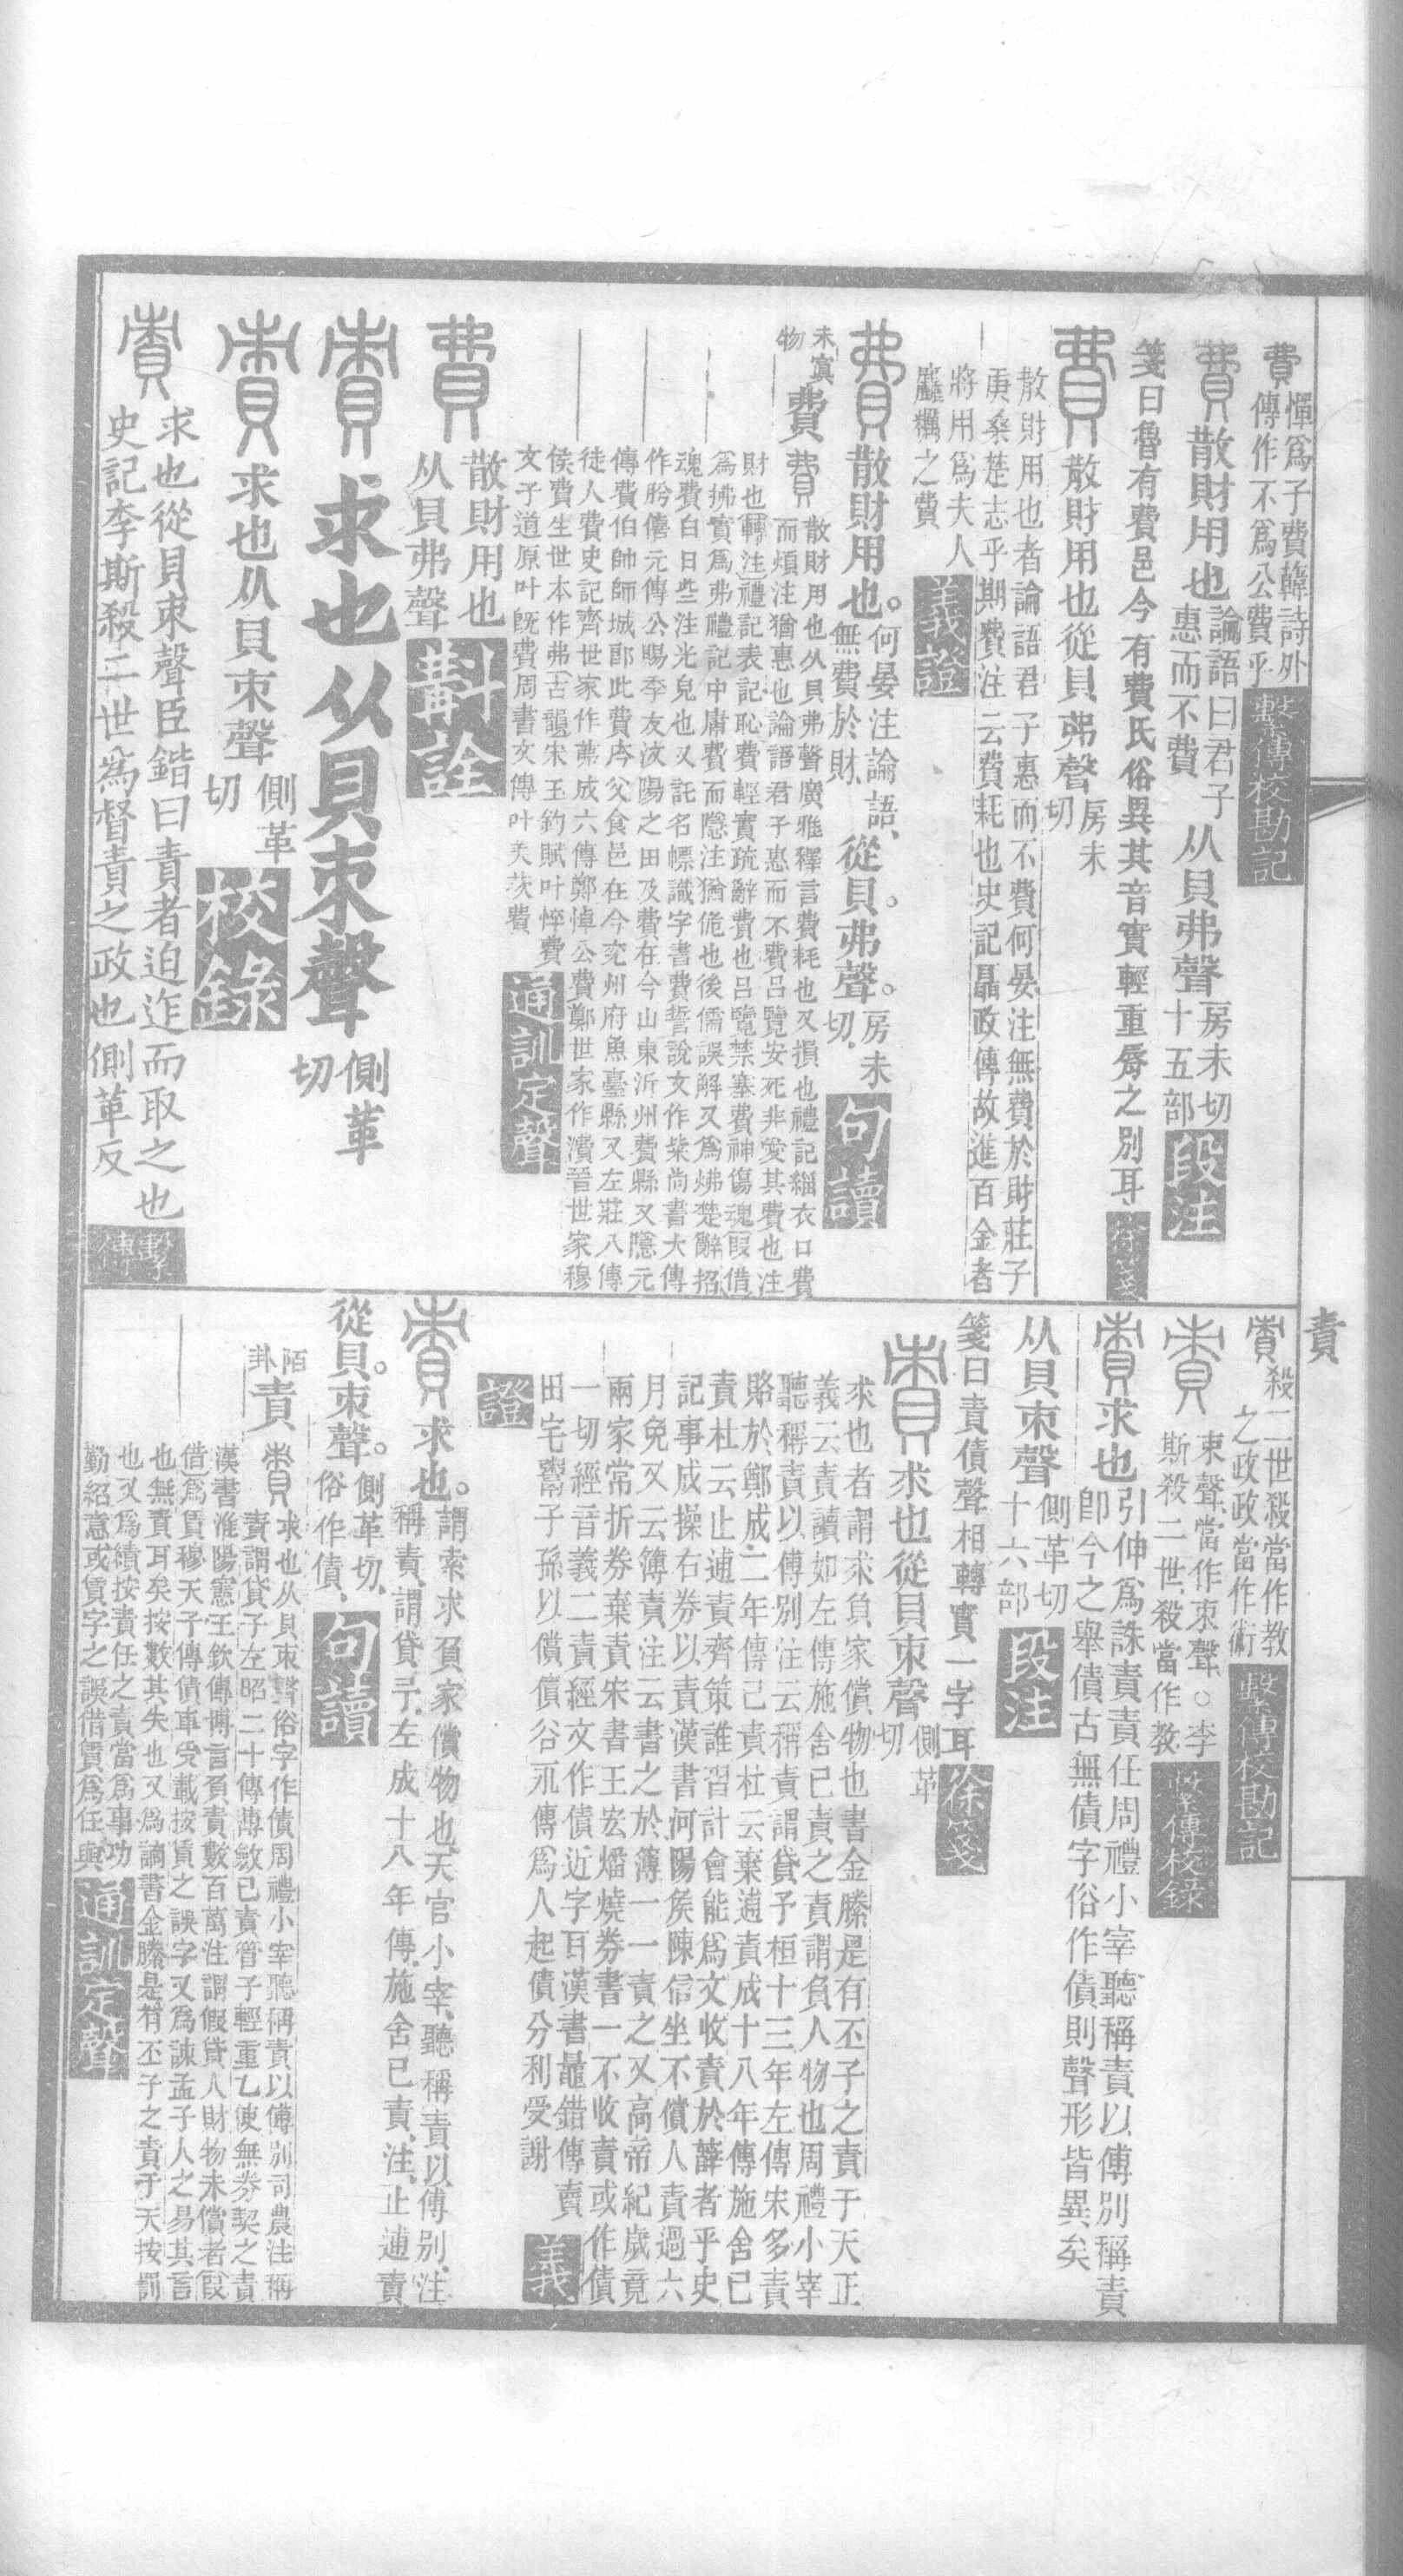 費
惲爲子費韓詩外
傳作不爲公費乎
繫傳校勘記
費散財用也
論語曰君子
惠而不費
从貝弗聲
房未切
十五部
段注
箋曰魯有費邑今有費氏俗異其音實輕重脣之別耳
徐箋
費散財用也從貝弗聲
房未
切
散財用也者論語君子惠而不費何晏注無費於財莊子
庚桑楚志乎期費注云費耗也史記聶政傳故進百金者
將用爲夫人
麤糲之費
義證
費散財用也。
何晏注論語、
無費於財、
從貝。弗聲。
房未
切、
句讀
未
物
寘
費
費
散財用也从貝弗聲廣雅釋言費耗也又損也禮記緇衣口費
而煩注猶惠也論語君子惠而不費呂覽安死非愛其費也注
財也轉注禮記表記恥費輕實疏辭費也呂覽禁塞費神傷魂叚借
爲拂實爲弗禮記中庸費而隱注猶佹也後儒誤解又爲炥楚辭招
魂費白日些注光皃也又託名幖識字書費誓說文作粊尚書大傳
作肸僖元傳公賜季友汶陽之田及費在今山東沂州費縣又隱元
傳費伯帥師城郎此費庈父食邑在今兖州府魚臺縣又左莊八傳
徒人費史記齊世家作茀成六傳鄭悼公費鄭世家作濆晉世家穆
侯費生世本作弗古韻宋玉釣賦叶悴費
文子道原叶旣費周書文傳叶美茨費
通訓定聲
費
散財用也
从貝弗聲
斠詮
責求也从貝朿聲
側革
切
責求也从貝朿聲
側革
切
校錄
責
求也從貝朿聲臣鍇曰責者迫迮而取之也
史記李斯殺二世爲督責之政也側革反
繫傳
責
責
殺二世殺當作教
之政政當作術
繫傳校勘記
責
束聲當作朿聲○李
斯殺二世殺當作教
繫傳校錄
責求也
引伸爲誅責責任周禮小宰聽稱責以傅別稱責
卽今之舉債古無債字俗作債則聲形皆異矣
从貝朿聲
側革切
十六部
段注
箋曰責債聲相轉實一字耳
徐箋
責求也從貝朿聲
側革
切
求也者謂求負家償物也書金縢是有丕子之責于天正
義云責讀如左傳施舍已責之責謂負人物也周禮小宰
聽稱責以傅別注云稱責謂貸予桓十三年左傳宋多責
賂於鄭成二年傳已責杜云棄逋責成十八年傳施舍已
責杜云止逋責齊策誰習計會能爲文收責於薛者乎史
記事成操右券以責漢書河陽矦陳信坐不償人責過六
月免又云簿責注云書之於簿一一責之又高帝紀歲竟
兩家常折券棄責宋書王宏燔燒券書一不收責或作債
一切經音義二責經文作債近字耳漢書鼂錯傳賣
田宅鬻子孫以償債谷永傳爲人起債分利受謝
義
證
責求也。
謂索求負家償物也、天官小宰、聽稱責以傅別、注
稱責、謂貸予、左成十八年傳、施舍已責、注、止逋責
從貝。朿聲。
側革切、
俗作債、
句讀
陌
卦
責
責
求也从貝朿聲俗字作債周禮小宰聽稱責以傅別司農注稱
責謂貸子左昭二十傳薄斂已責管子輕重乙使無券契之責
漢書淮陽憲王欽傳博言負責數百萬注謂假貸人財物未償者叚
借爲賃穆天子傳債車受載按賃之誤字又爲諫孟子人之易其言
也無責耳矣按數其失也又爲讁書金縢是有丕子之責于天按罰
也又爲績按責任之責當爲事功
勤紹意或賃字之誤借賃爲任與
通訓定聲